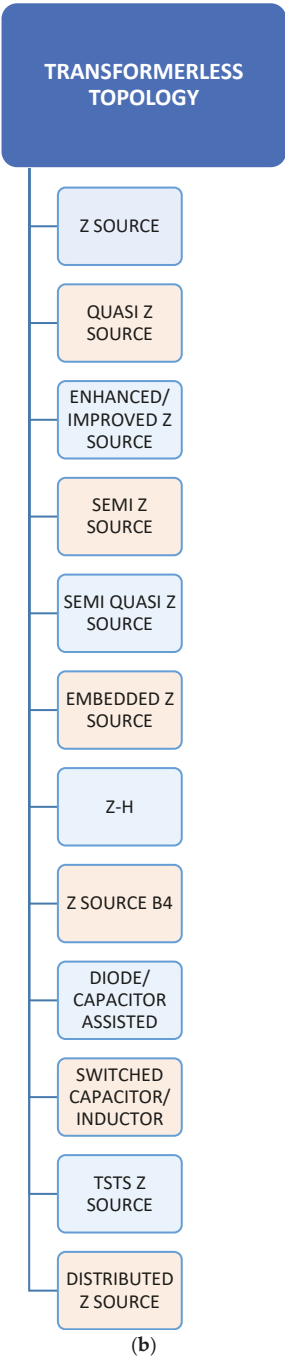 TRANSFORMERLESS
TOPOLOGY
Z SOURCE
QUASI Z
SOURCE
ENHANCED/
IMPROVED Z
SOURCE
SEMI Z
SOURCE
SEMI QUASI Z
SOURCE
EMBEDDED Z
SOURCE
Z-H
Z SOURCE B4
DIODE/
CAPACITOR
ASSISTED
SWITCHED
CAPACITOR/
INDUCTOR
TSTS Z
SOURCE
DISTRIBUTED
Z SOURCE
(b)